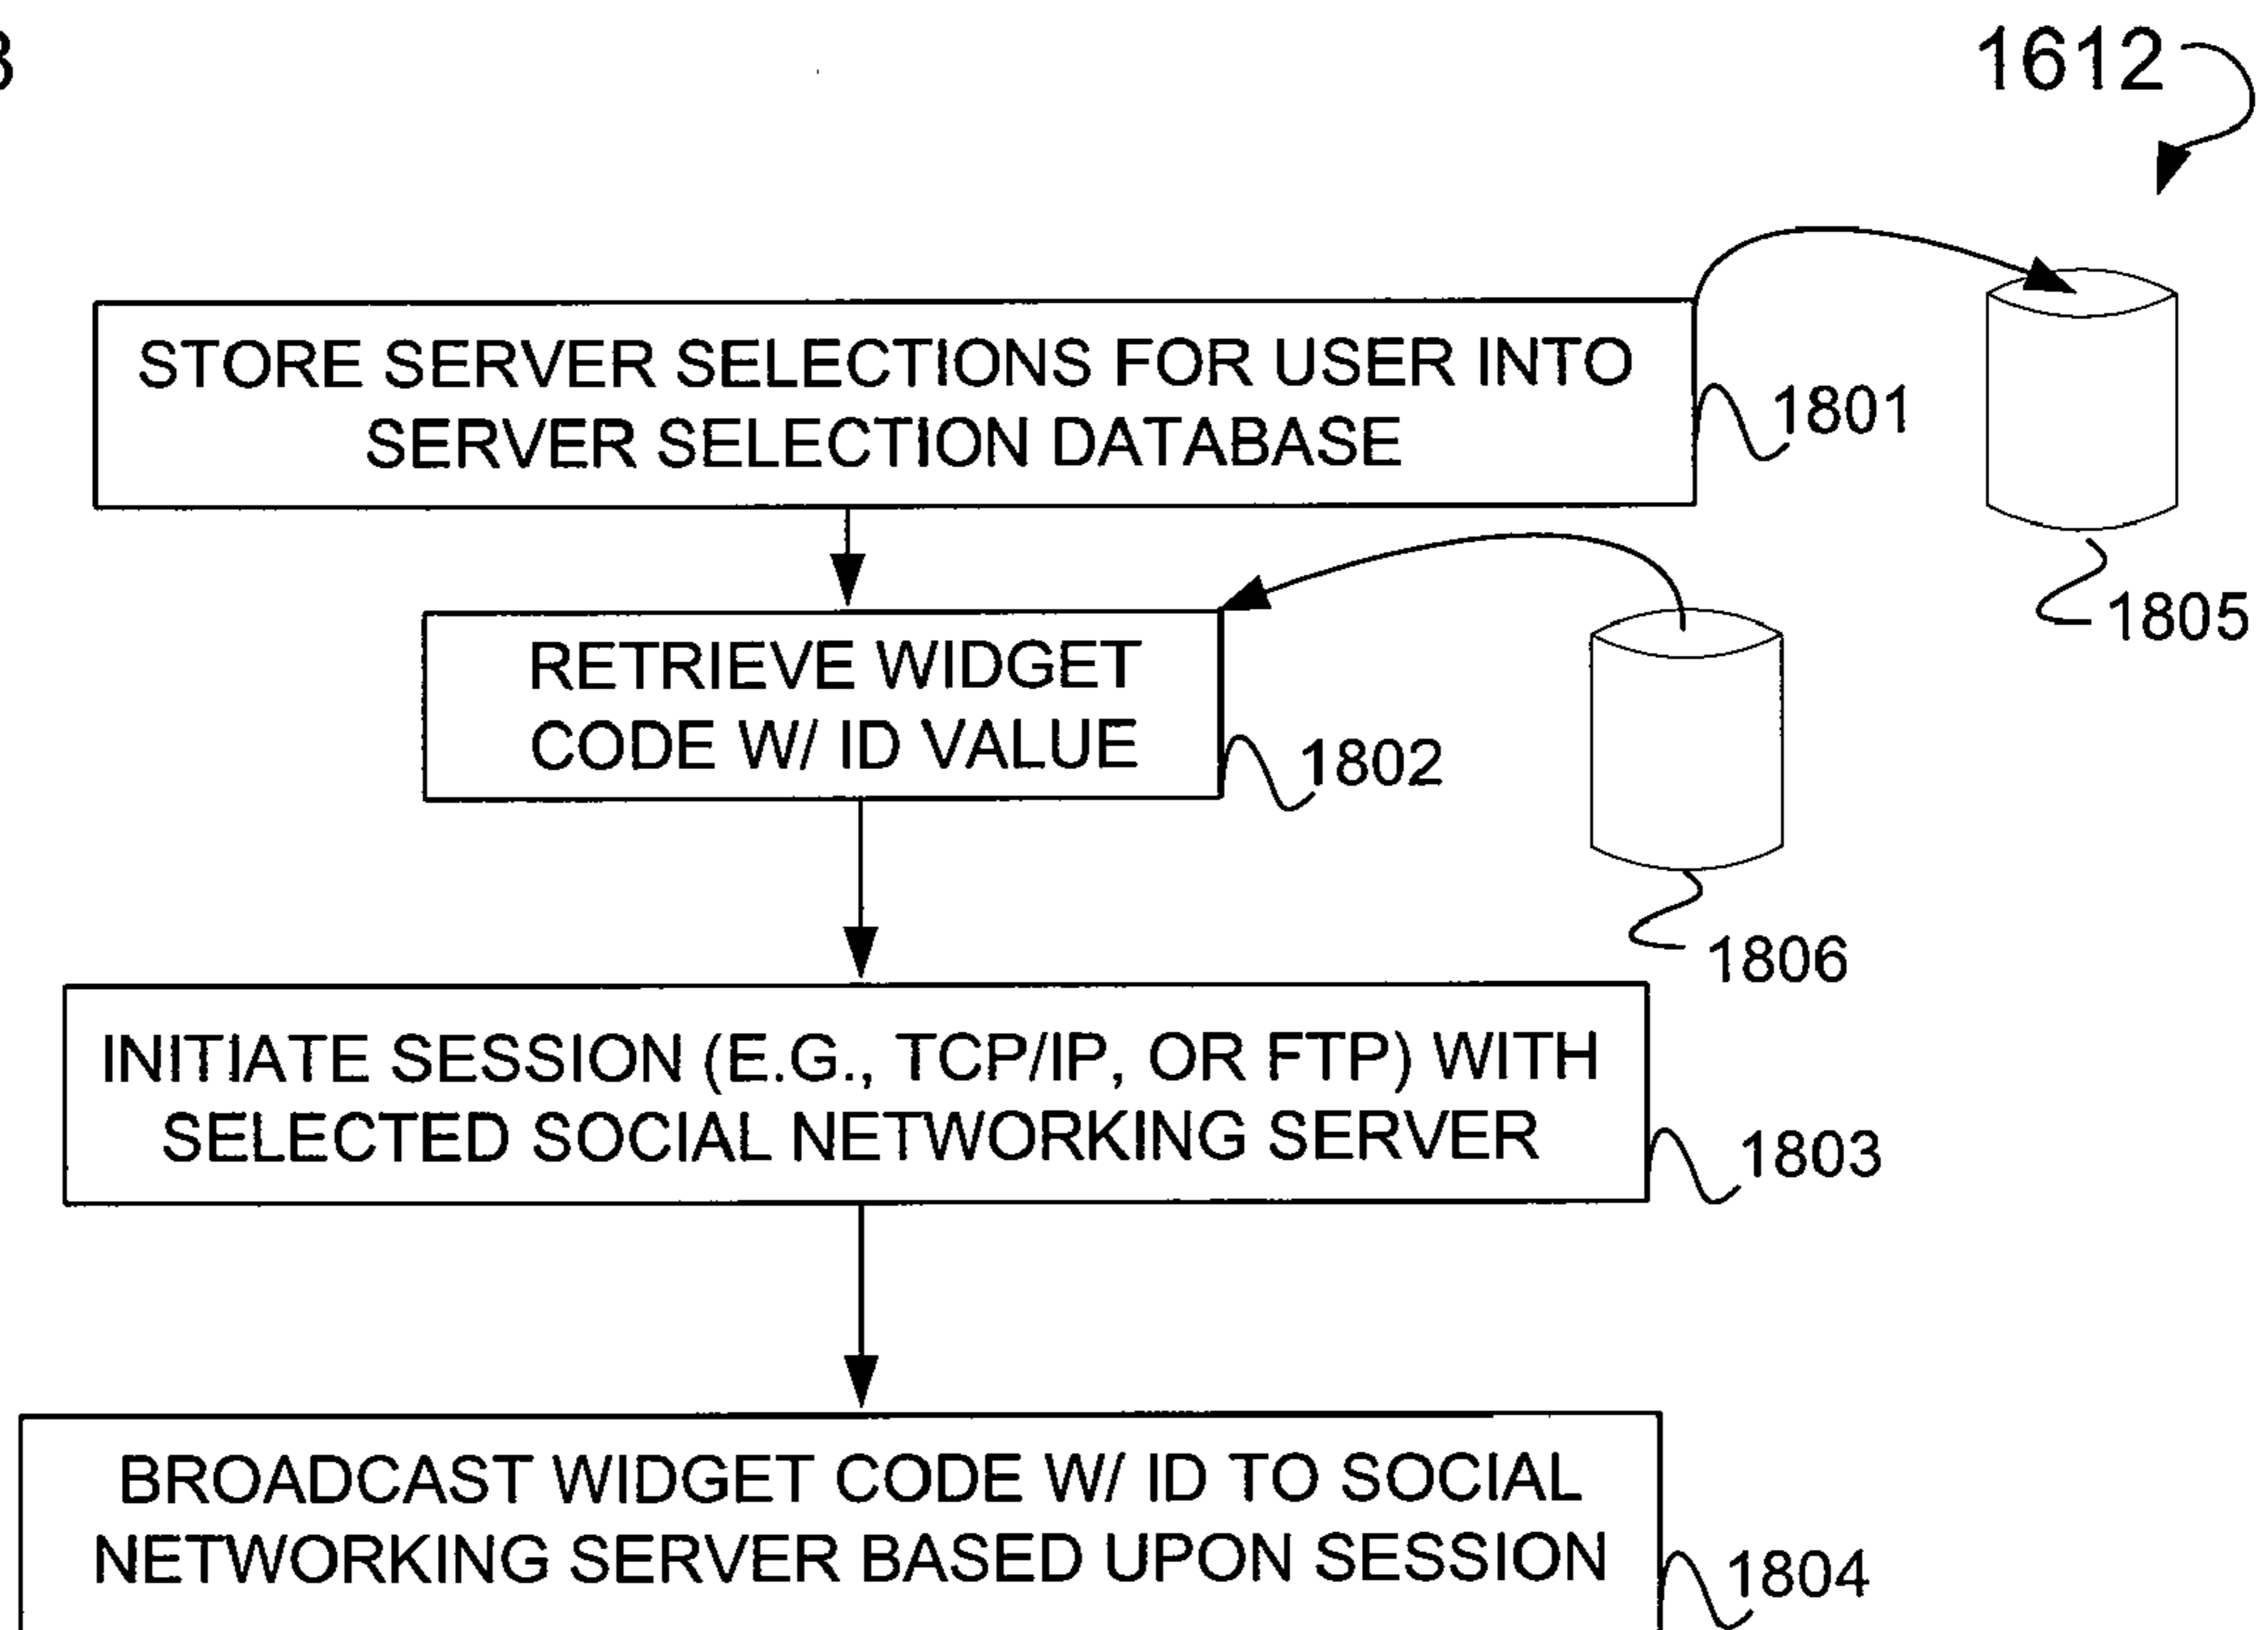 1612
STORE SERVER SELECTIONS FOR USER INTO
SERVER SELECTION DATABASE
1801
1805
RETRIEVE WIDGET
CODE W/ ID VALUE
1802
1806
INITIATE SESSION (E.G., TCP/IP, OR FTP) WITH
SELECTED SOCIAL NETWORKING SERVER
1803
BROADCAST WIDGET CODE W/ ID TO SOCIAL
NETWORKING SERVER BASED UPON SESSION
1804